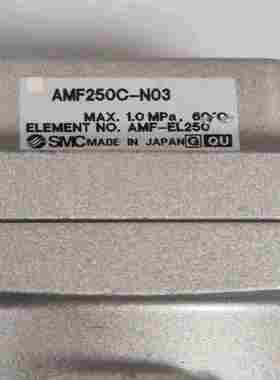 AMF250C-N03
MAX. 1.0 MPa, 60°C
ELEMENT NO. AMF-EL250
SMC MADE IN JAPAN G QU